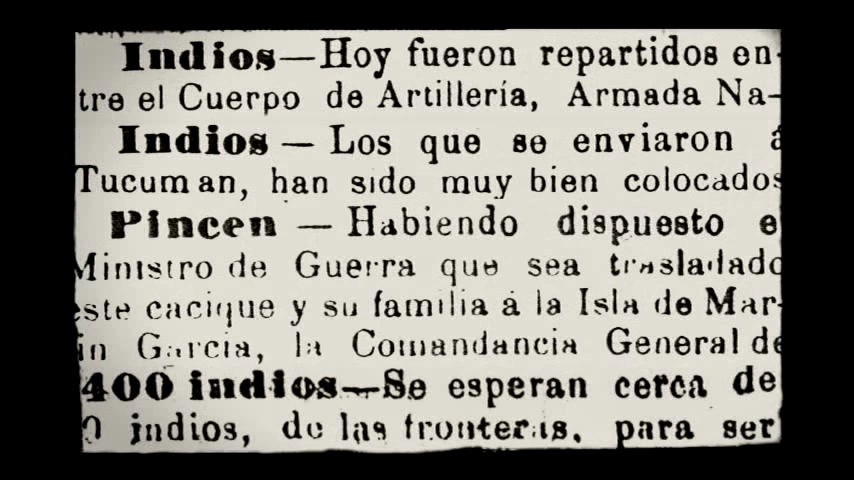 Indios—Hoy fueron repartidos en-
tre el Cuerpo de Artillería, Armada Na-
Indios — Los que se enviaron á
Tucuman, han sido muy bien colocados
Pincen — Habiendo dispuesto e
Ministro de Guerra que sea trasladado
este cacique y su familia á la Isla de Mar-
in Garcia, la Comandancia General de
400 indios—Se esperan cerca de
0 indios, de las fronteras, para ser